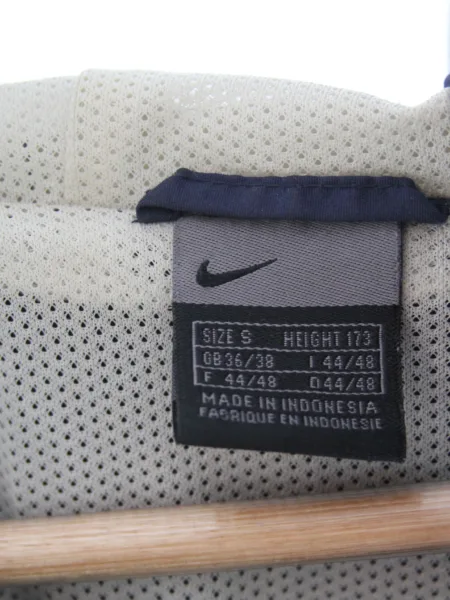 SIZE S HEIGHT 173
GB 36/38 I 44/48
F 44/48 D 44/48
MADE IN INDONESIA
FABRIQUE EN INDONESIE